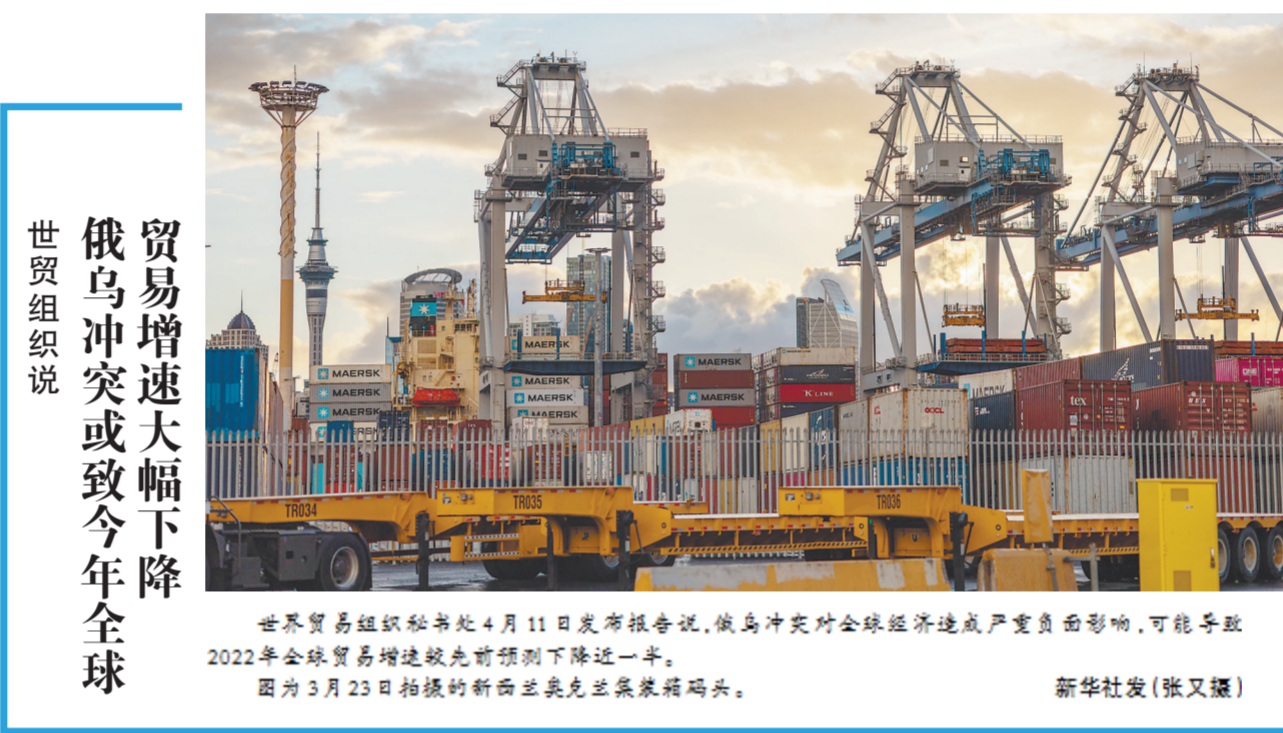 世贸组织说
俄乌冲突或致今年全球
贸易增速大幅下降
MAERSK
MAERSK
MAERSK
MAERSK
MAERSK
MAERSK
MAERSK
MAERSK
MAERSK
K LINE
OOCL
tex
TR034
TR035
TR036
世界贸易组织秘书处4月11日发布报告说,俄乌冲突对全球经济造成严重负面影响,可能导致
2022年全球贸易增速较先前预测下降近一半。
图为3月23日拍摄的新西兰奥克兰集装箱码头。
新华社发(张又摄)